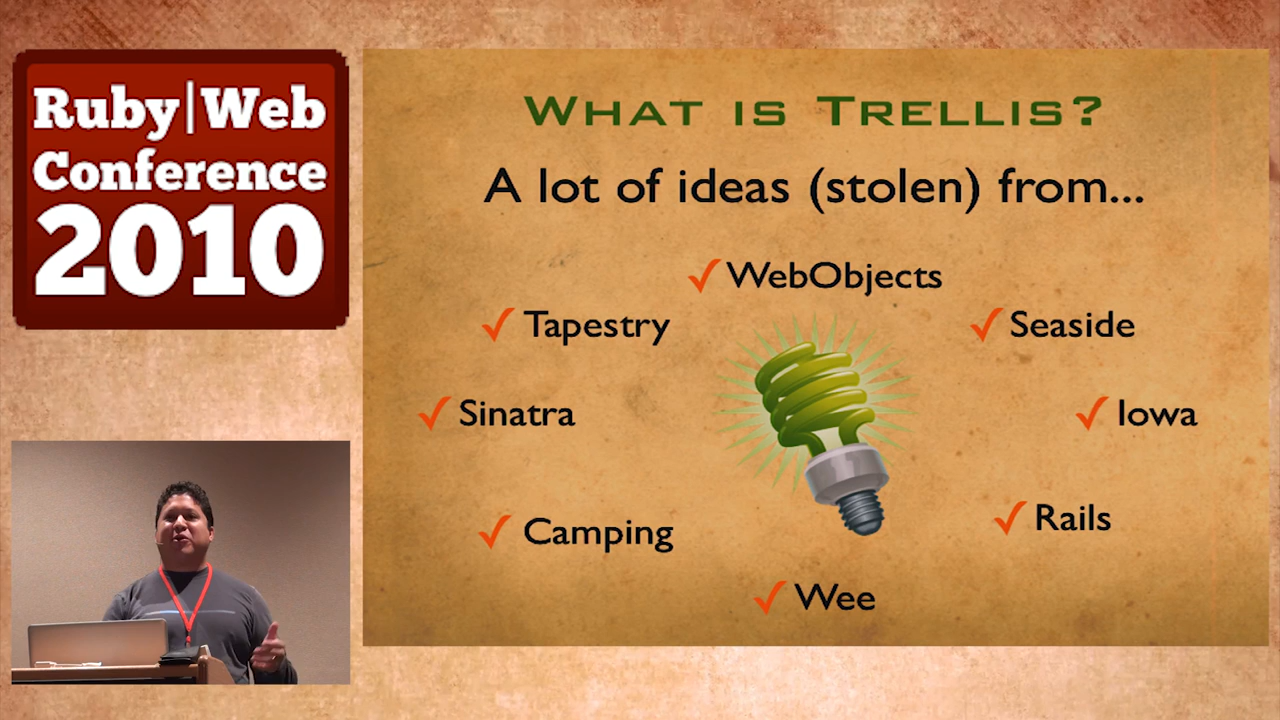 Ruby|Web
Conference
2010
What is Trellis?
A lot of ideas (stolen) from...
✓ WebObjects
✓ Tapestry
✓ Seaside
✓ Sinatra
✓ Iowa
✓ Camping
✓ Rails
✓ Wee